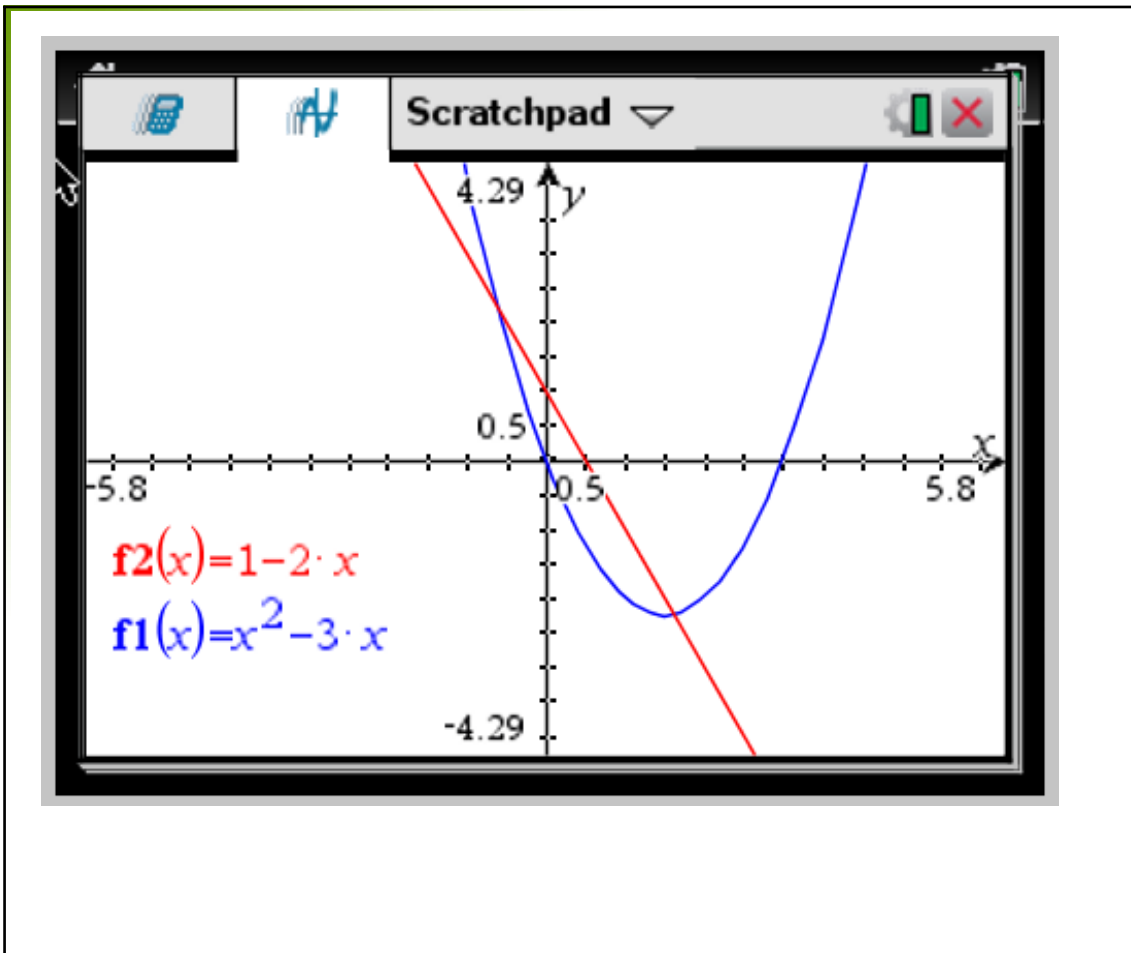 Scratchpad
4.29
y
0.5
x
-5.8
0.5
5.8
f2(x)=1-2·x
f1(x)=x²-3·x
-4.29